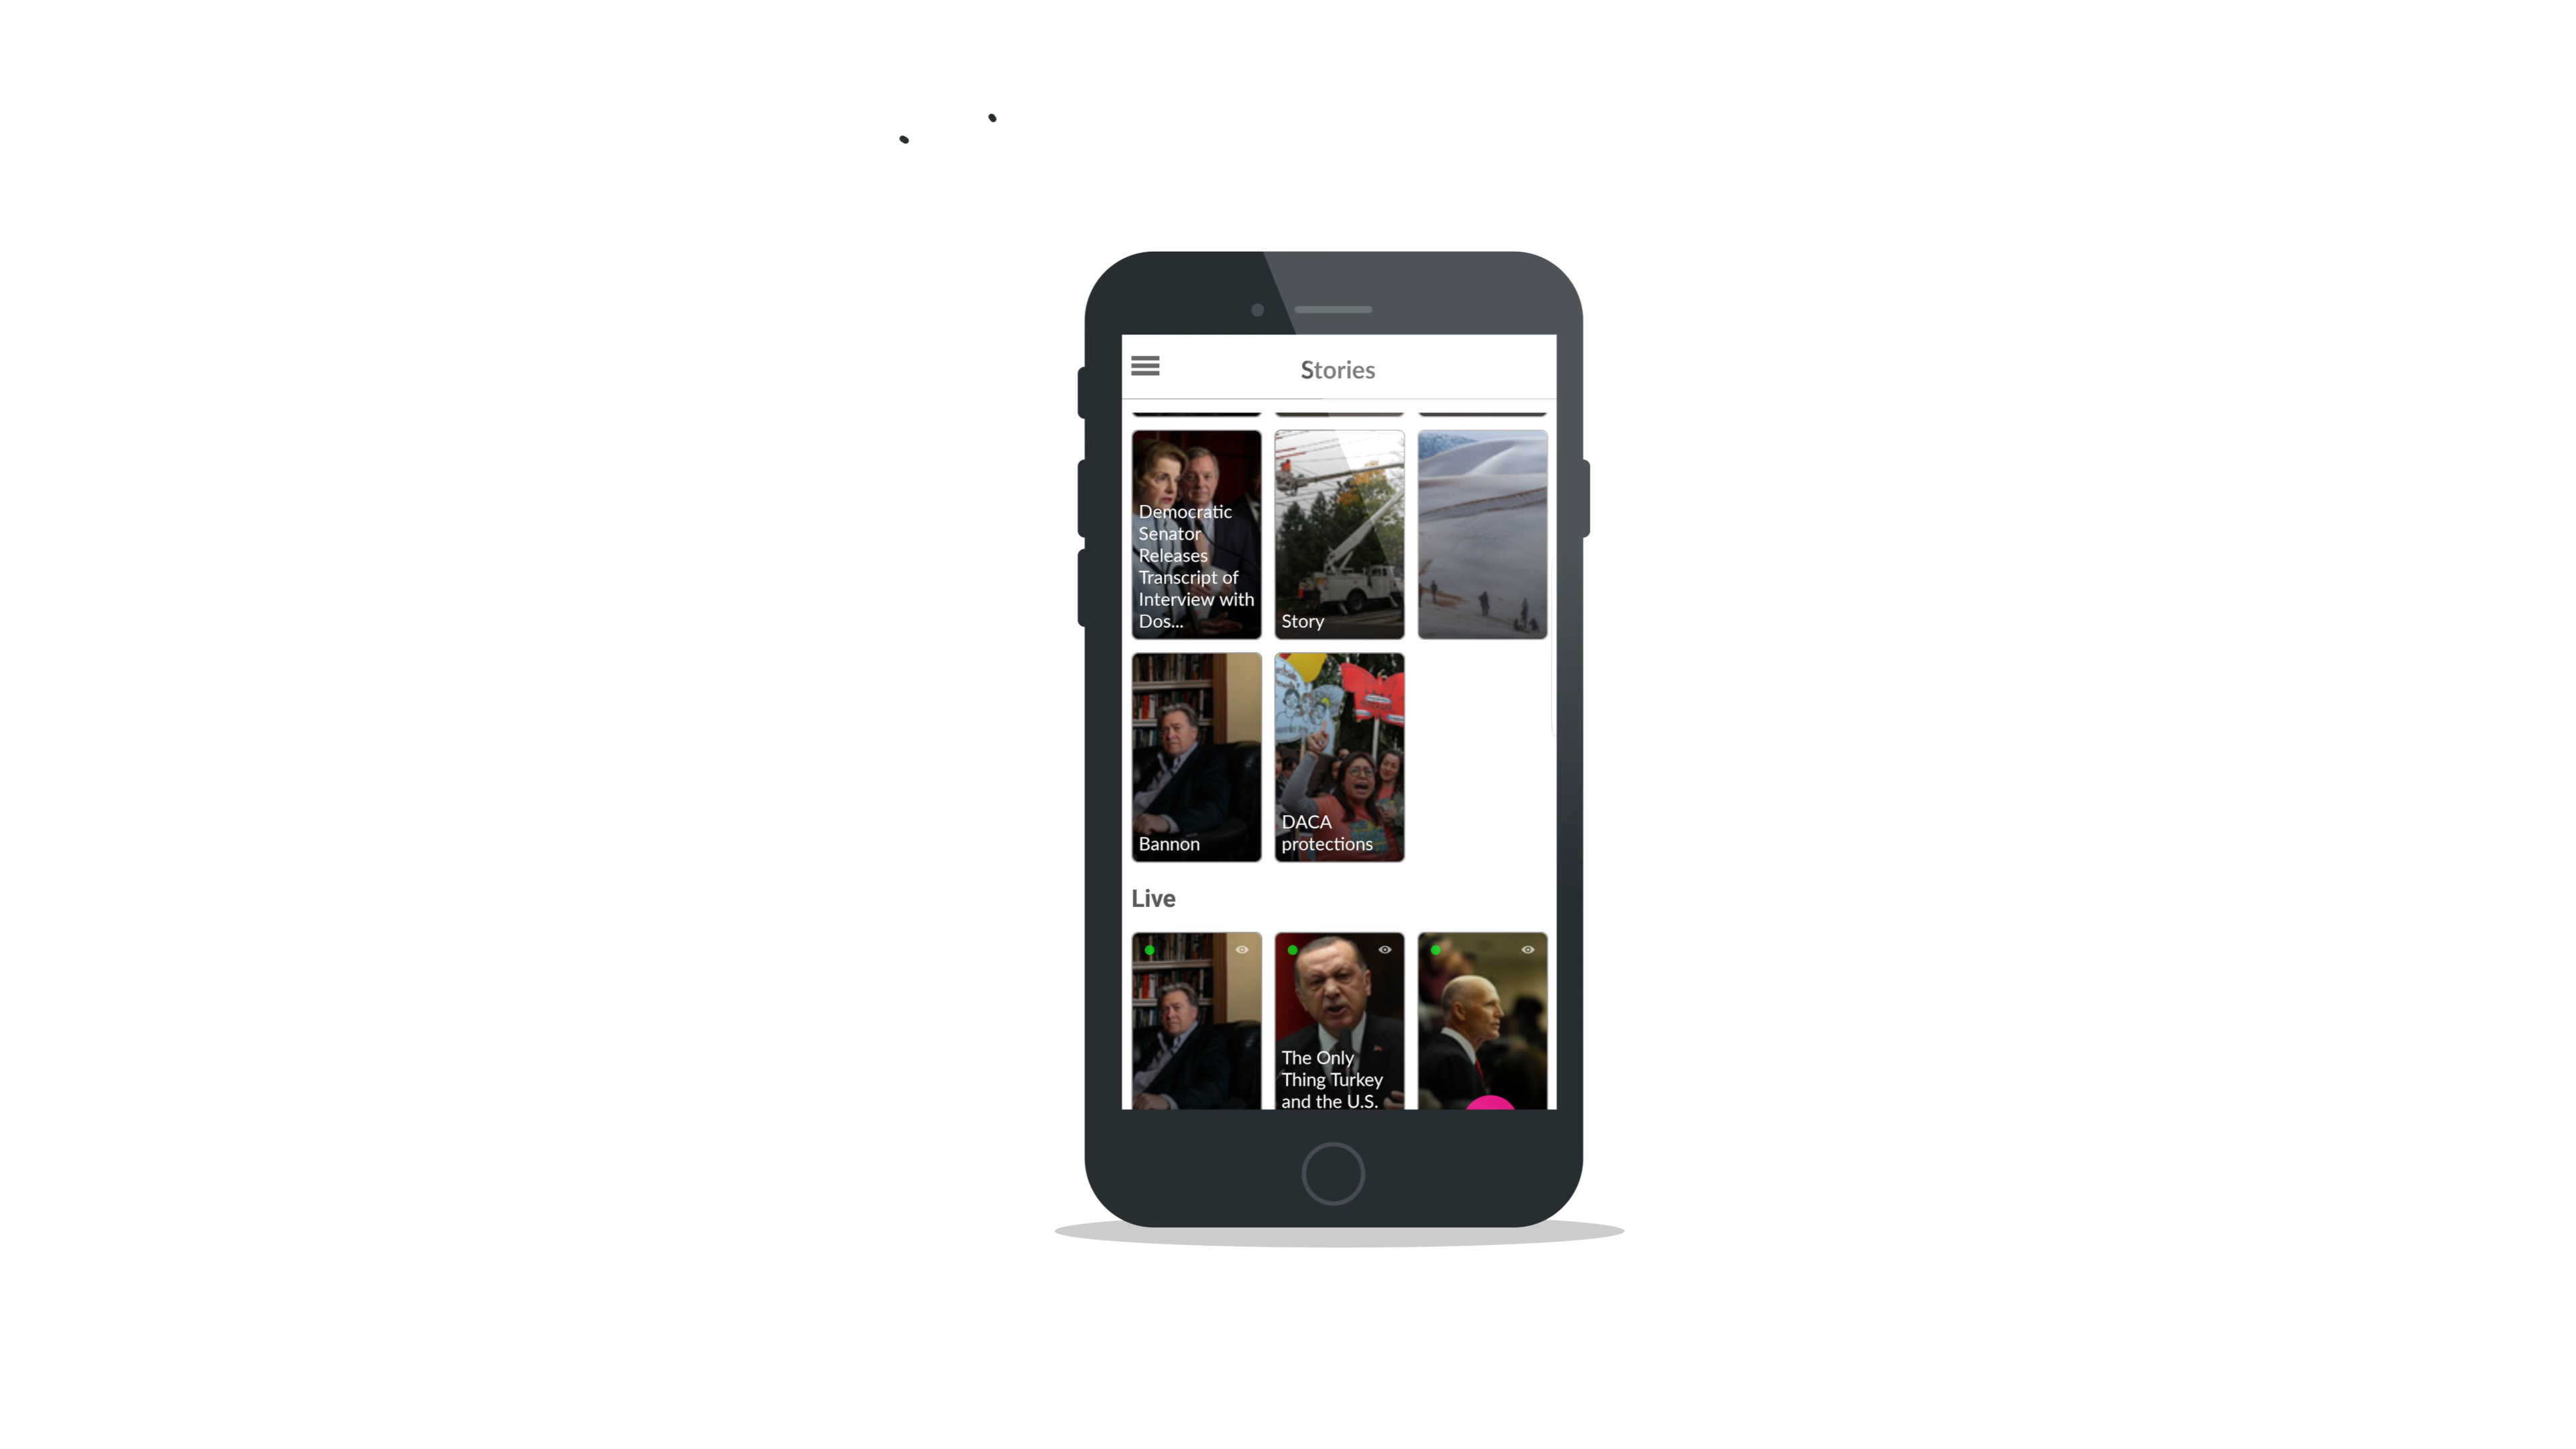 Stories
Democratic
Senator
Releases
Transcript of
Interview with
Dos...
Story
Bannon
DACA
protections
Live
The Only
Thing Turkey
and the U.S.